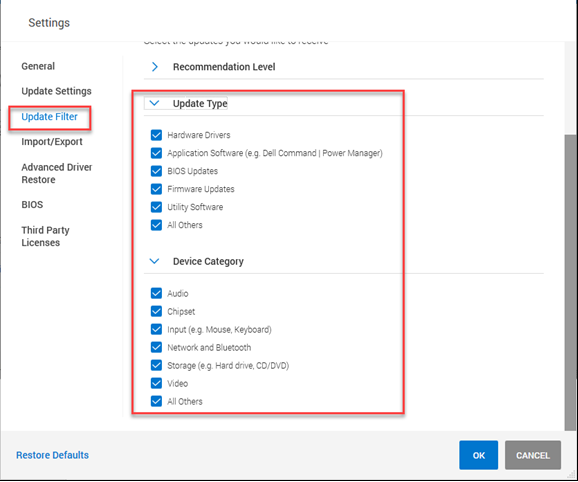 Settings
Select the updates you would like to receive
General
Update Settings
Update Filter
Import/Export
Advanced Driver
Restore
BIOS
Third Party
Licenses
Recommendation Level
Update Type
Hardware Drivers
Application Software (e.g. Dell Command | Power Manager)
BIOS Updates
Firmware Updates
Utility Software
All Others
Device Category
Audio
Chipset
Input (e.g. Mouse, Keyboard)
Network and Bluetooth
Storage (e.g. Hard drive, CD/DVD)
Video
All Others
Restore Defaults
OK
CANCEL